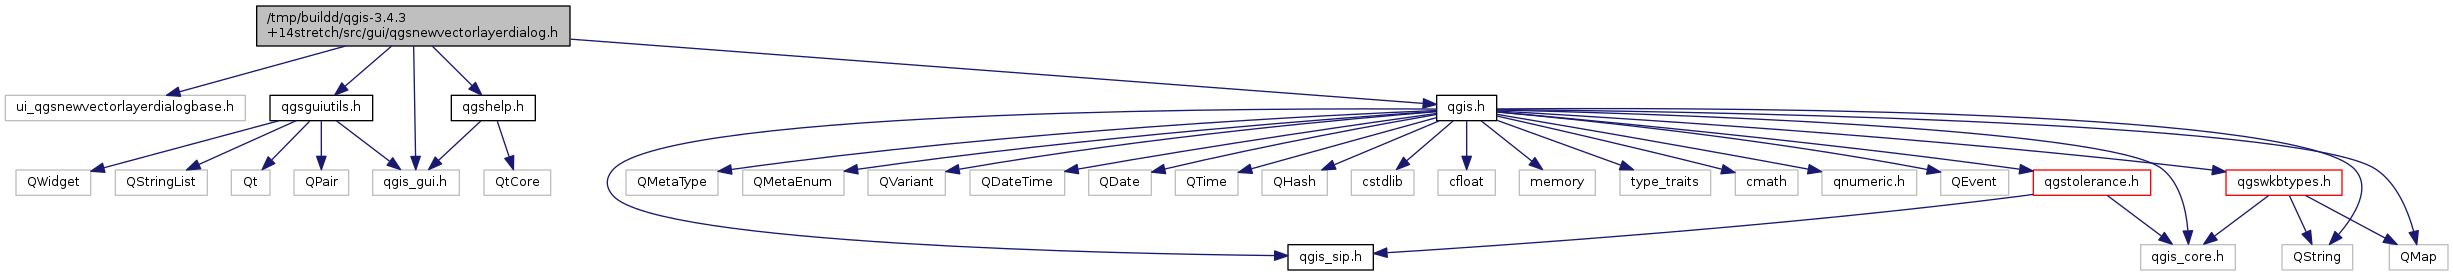 /tmp/buildd/qgis-3.4.3
+14stretch/src/gui/qgsnewvectorlayerdialog.h
ui_qgsnewvectorlayerdialogbase.h
qgsguiutils.h
qgshelp.h
qgis.h
QWidget
QStringList
Qt
QPair
qgis_gui.h
QtCore
QMetaType
QMetaEnum
QVariant
QDateTime
QDate
QTime
QHash
cstdlib
cfloat
memory
type_traits
cmath
qnumeric.h
QEvent
qgstolerance.h
qgswkbtypes.h
qgis_sip.h
qgis_core.h
QString
QMap